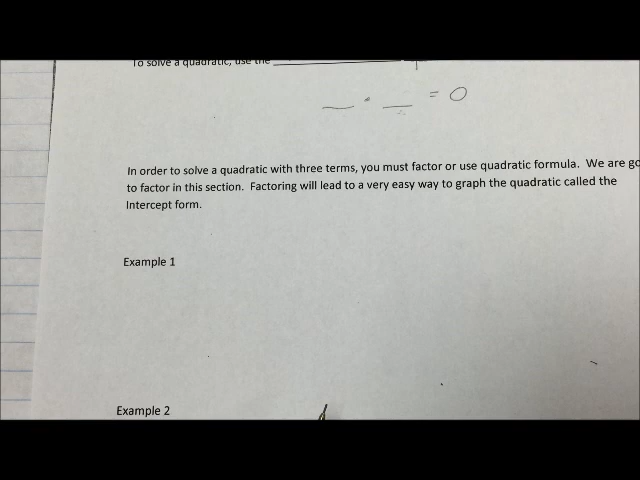 To solve a quadratic, use the
__ · __ = 0
In order to solve a quadratic with three terms, you must factor or use quadratic formula. We are
to factor in this section. Factoring will lead to a very easy way to graph the quadratic called the
Intercept form.
Example 1
Example 2